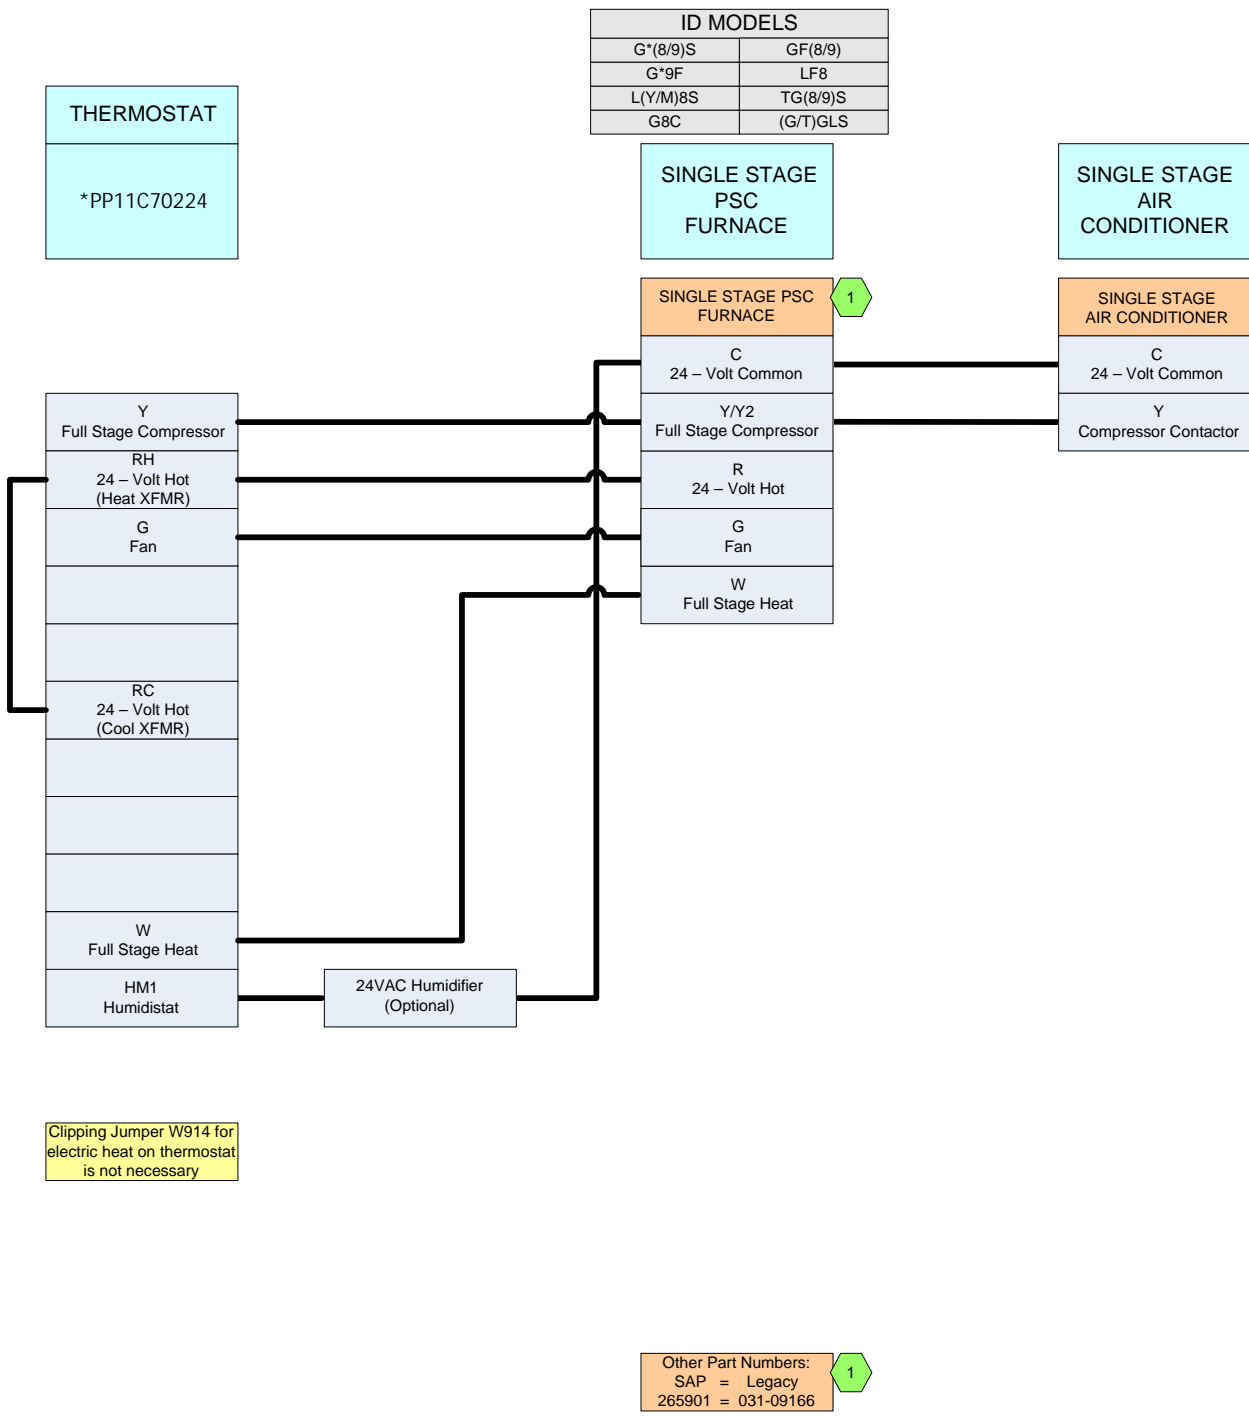 ID MODELS
G*(8/9)S GF(8/9)
G*9F LF8
L(Y/M)8S TG(8/9)S
G8C (G/T)GLS
THERMOSTAT
*PP11C70224
SINGLE STAGE
PSC
FURNACE
SINGLE STAGE
AIR
CONDITIONER
SINGLE STAGE PSC
FURNACE
1
SINGLE STAGE
AIR CONDITIONER
C
24 – Volt Common
C
24 – Volt Common
Y
Full Stage Compressor
Y/Y2
Full Stage Compressor
Y
Compressor Contactor
RH
24 – Volt Hot
(Heat XFMR)
R
24 – Volt Hot
G
Fan
G
Fan
W
Full Stage Heat
RC
24 – Volt Hot
(Cool XFMR)
W
Full Stage Heat
HM1
Humidistat
24VAC Humidifier
(Optional)
Clipping Jumper W914 for
electric heat on thermostat
is not necessary
Other Part Numbers:
SAP = Legacy
265901 = 031-09166
1